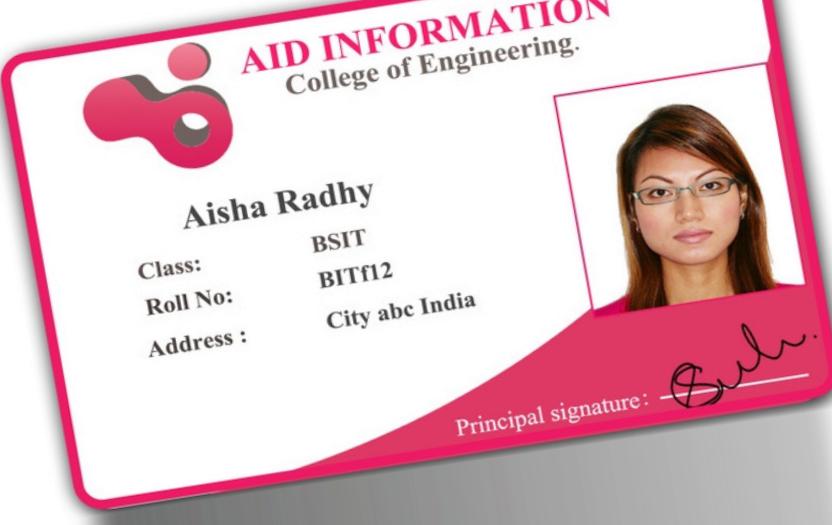 AID INFORMATION
College of Engineering.
Aisha Radhy
Class: BSIT
Roll No: BITf12
Address : City abc India
Principal signature: